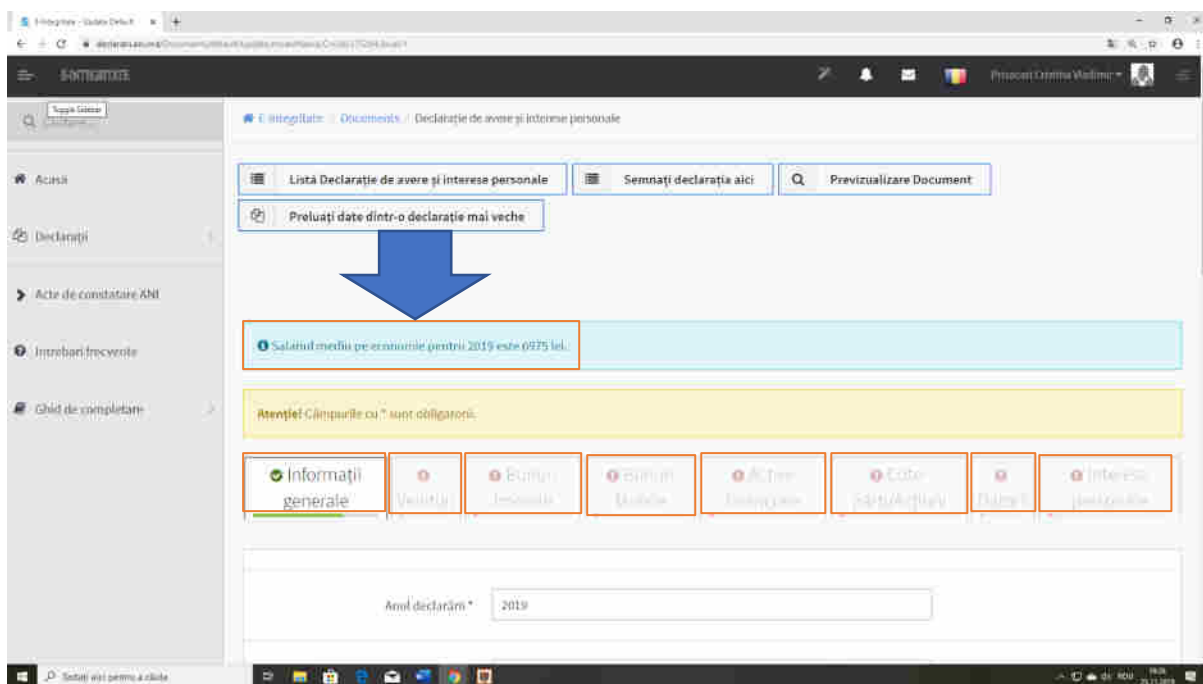 E-Integritate - Update Default
E-INTEGRITATE
Toggle Sidebar
E-Integritate / Documents / Declarație de avere și interese personale
Acasă
Listă Declarație de avere și interese personale
Semnați declarația aici
Previzualizare Document
Preluați date dintr-o declarație mai veche
Declarații
Acte de constatare ANI
Salariul mediu pe economie pentru 2019 este 6975 lei.
Intrebari frecvente
Atenție! Câmpurile cu * sunt obligatorii.
Ghid de completare
Informații generale
Venituri
Bunuri Imobile
Bunuri Mobile
Active Financiare
Cote Părți/Acțiuni
Interese personale
Anul declarării *
2019